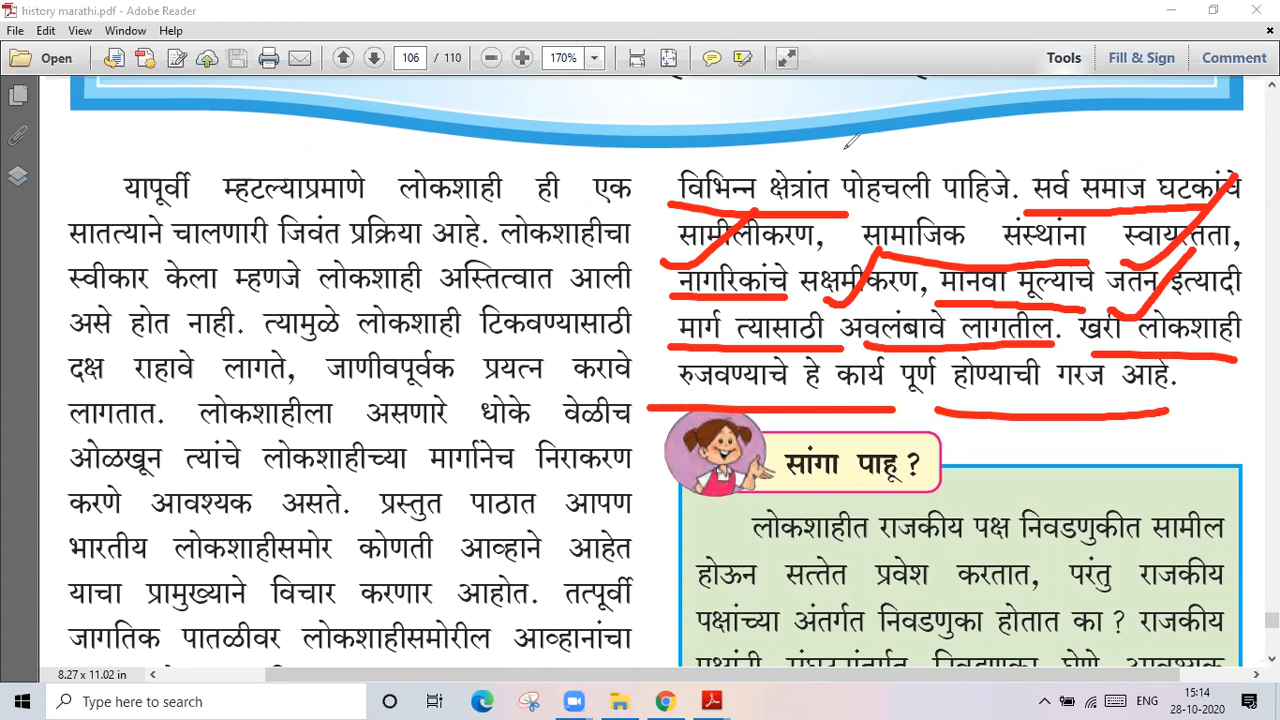 history marathi.pdf - Adobe Reader
File Edit View Window Help
Open 106 / 110 170% Tools Fill & Sign Comment
यापूर्वी म्हटल्याप्रमाणे लोकशाही ही एक
सातत्याने चालणारी जिवंत प्रक्रिया आहे. लोकशाहीचा
स्वीकार केला म्हणजे लोकशाही अस्तित्वात आली
असे होत नाही. त्यामुळे लोकशाही टिकवण्यासाठी
दक्ष राहावे लागते, जाणीवपूर्वक प्रयत्न करावे
लागतात. लोकशाहीला असणारे धोके वेळीच
ओळखून त्यांचे लोकशाहीच्या मार्गानेच निराकरण
करणे आवश्यक असते. प्रस्तुत पाठात आपण
भारतीय लोकशाहीसमोर कोणती आव्हाने आहेत
याचा प्रामुख्याने विचार करणार आहोत. तत्पूर्वी
जागतिक पातळीवर लोकशाहीसमोरील आव्हानांचा
विभिन्न क्षेत्रांत पोहचली पाहिजे. सर्व समाज घटकांचे
सामीलीकरण, सामाजिक संस्थांना स्वायत्तता,
नागरिकांचे सक्षमीकरण, मानवी मूल्यांचे जतन इत्यादी
मार्ग त्यासाठी अवलंबावे लागतील. खरी लोकशाही
रुजवण्याचे हे कार्य पूर्ण होण्याची गरज आहे.
सांगा पाहू ?
लोकशाहीत राजकीय पक्ष निवडणुकीत सामील
होऊन सत्तेत प्रवेश करतात, परंतु राजकीय
पक्षांच्या अंतर्गत निवडणुका होतात का ? राजकीय
8.27 x 11.02 in
Type here to search
ENG
15:14
28-10-2020